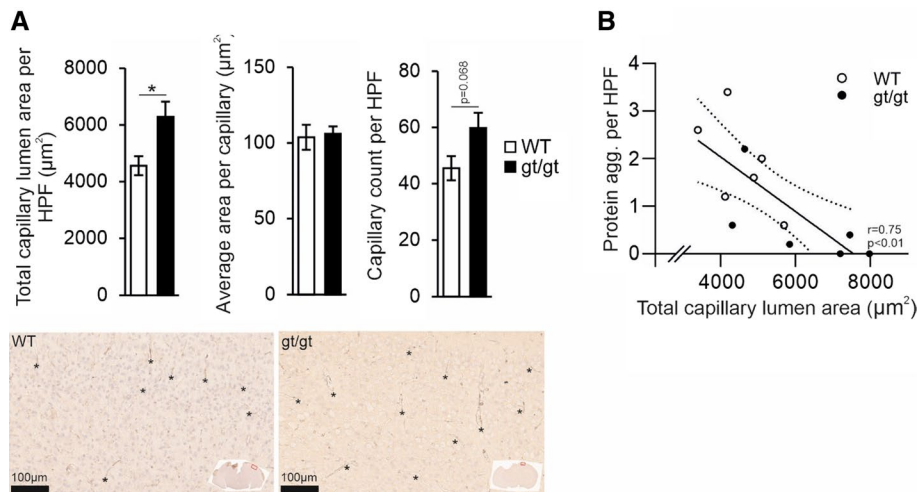 A
Total capillary lumen area per
HPF (µm²)
8000
6000
4000
2000
0
*
Average area per capillary (µm²)
150
100
50
0
Capillary count per HPF
80
60
40
20
0
p=0.068
WT
gt/gt
B
Protein agg. per HPF
4
3
2
1
0
WT
gt/gt
r=0.75
p<0.01
4000 6000 8000
Total capillary lumen area (µm²)
WT
* * * * * * * *
100µm
gt/gt
* * * * * * * * * *
100µm